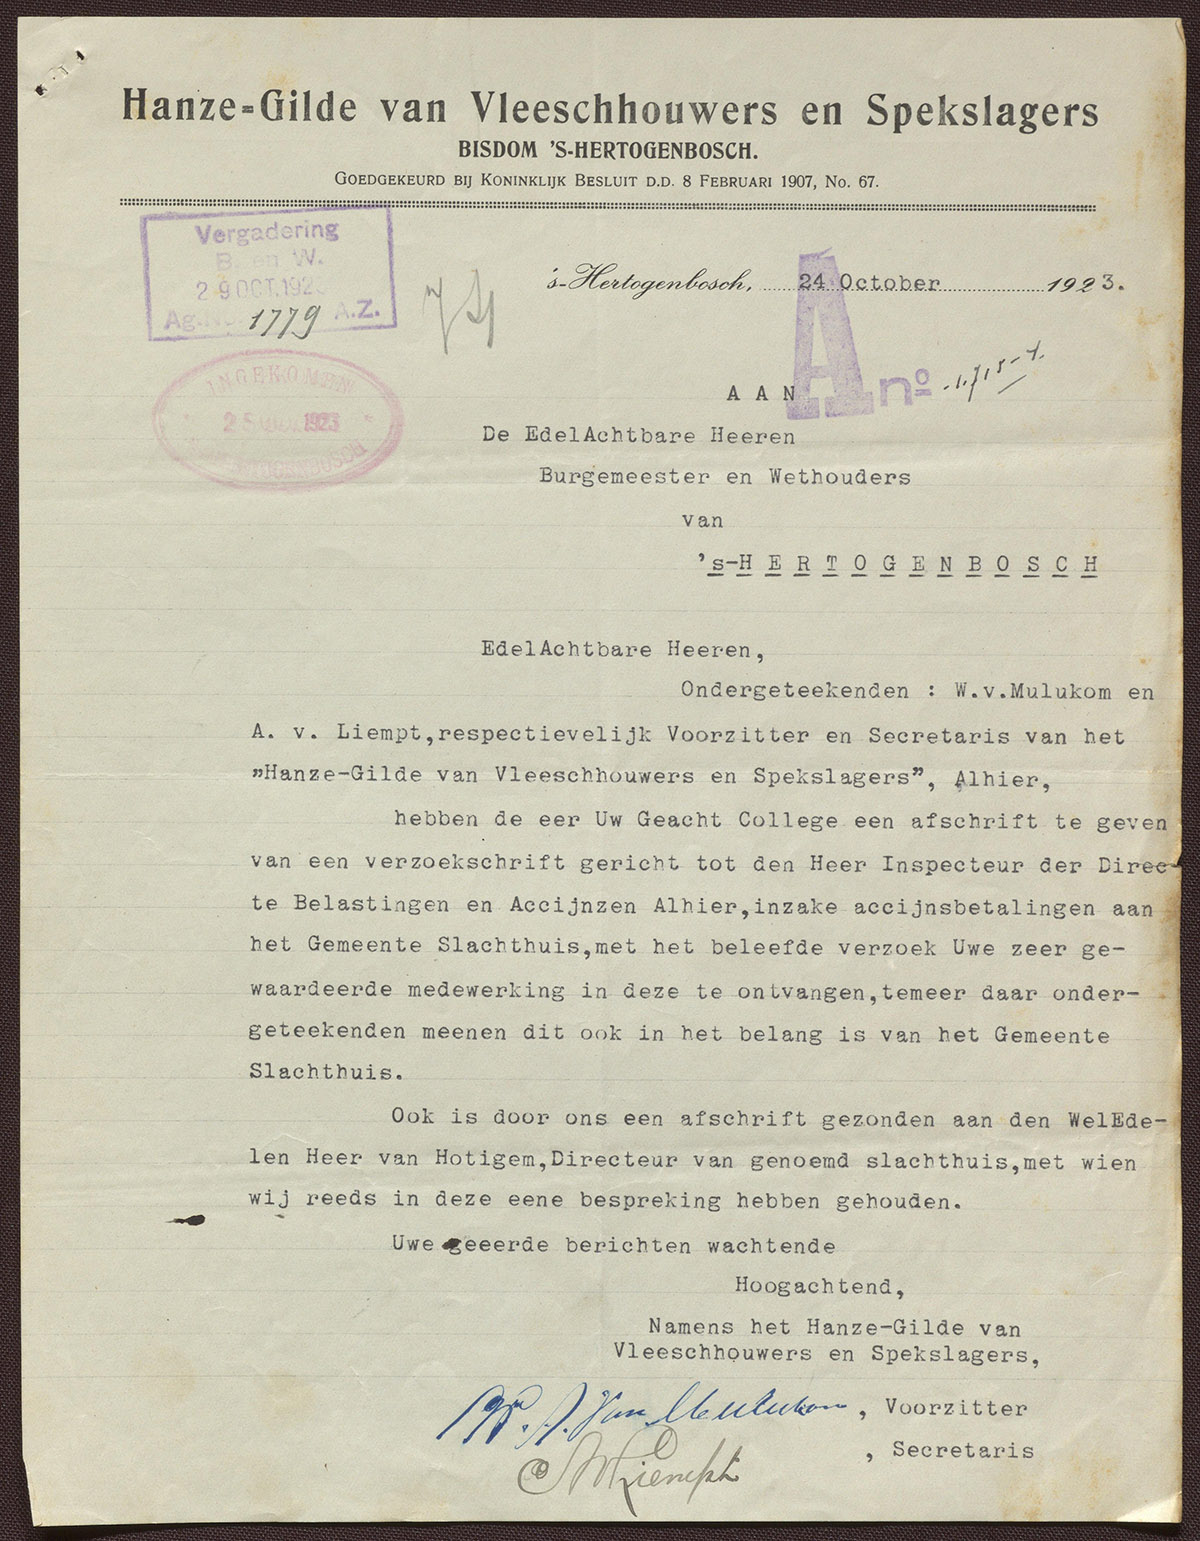 Hanze=Gilde van Vleeschhouwers en Spekslagers
BISDOM 'S-HERTOGENBOSCH.
GOEDGEKEURD BIJ KONINKLIJK BESLUIT D.D. 8 FEBRUARI 1907, No. 67.
Vergadering
B. en W.
29 OCT. 1923
Ag. No. 1779 A.Z.
's-Hertogenbosch, 24 October 1923.
INGEKOMEN
25 1923
A nº
AAN
De EdelAchtbare Heeren
Burgemeester en Wethouders
van
's-HERTOGENBOSCH
EdelAchtbare Heeren,
Ondergeteekenden : W.v.Mulukom en
A. v. Liempt,respectievelijk Voorzitter en Secretaris van het
"Hanze-Gilde van Vleeschhouwers en Spekslagers", Alhier,
hebben de eer Uw Geacht College een afschrift te geven
van een verzoekschrift gericht tot den Heer Inspecteur der Direc-
te Belastingen en Accijnzen Alhier,inzake accijnsbetalingen aan
het Gemeente Slachthuis,met het beleefde verzoek Uwe zeer ge-
waardeerde medewerking in deze te ontvangen,temeer daar onder-
geteekenden meenen dit ook in het belang is van het Gemeente
Slachthuis.
Ook is door ons een afschrift gezonden aan den WelEde-
len Heer van Hotigem,Directeur van genoemd slachthuis,met wien
wij reeds in deze eene bespreking hebben gehouden.
Uwe geeerde berichten wachtende
Hoogachtend,
Namens het Hanze-Gilde van
Vleeschhouwers en Spekslagers,
Van Mulukom , Voorzitter
Liempt , Secretaris